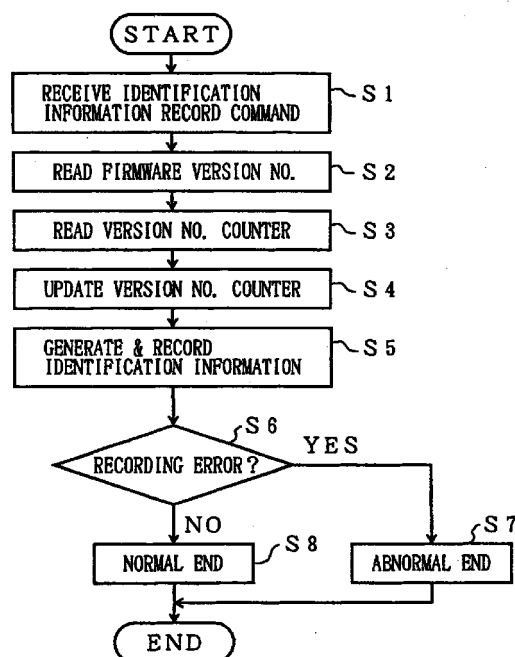 START
RECEIVE IDENTIFICATION
INFORMATION RECORD COMMAND
S1
READ FIRMWARE VERSION NO.
S2
READ VERSION NO. COUNTER
S3
UPDATE VERSION NO. COUNTER
S4
GENERATE & RECORD
IDENTIFICATION INFORMATION
S5
S6
RECORDING ERROR?
YES
NO
S8
S7
NORMAL END
ABNORMAL END
END